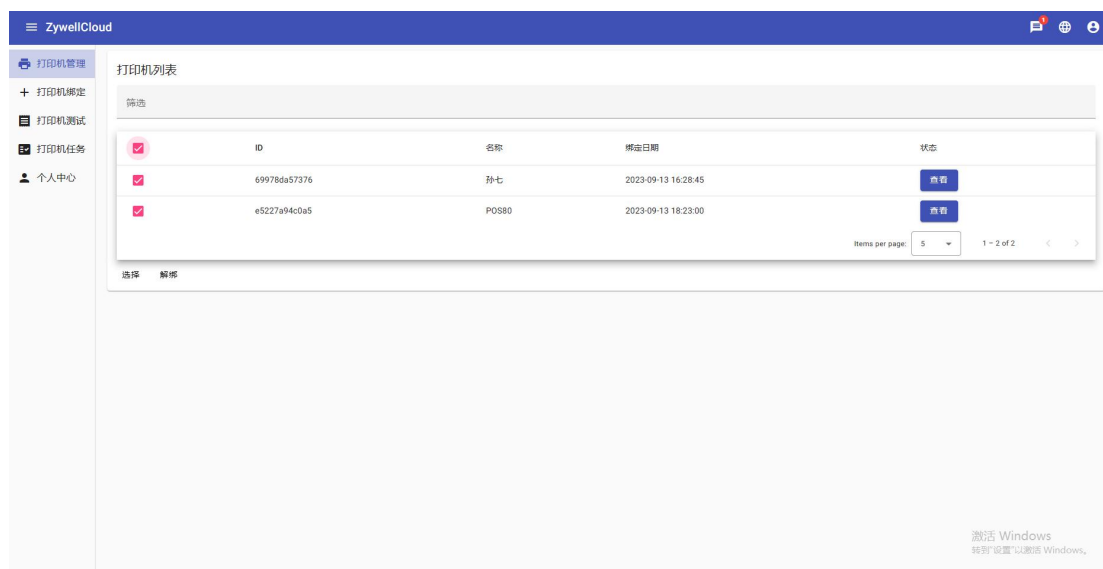 ZywellCloud
1
打印机管理
打印机绑定
打印机测试
打印机任务
个人中心
打印机列表
筛选
ID 名称 绑定日期 状态
69978da57376 孙七 2023-09-13 16:28:45 查看
e5227a94c0a5 POS80 2023-09-13 18:23:00 查看
Items per page: 5 1 – 2 of 2
选择 解绑
激活 Windows
转到"设置"以激活 Windows。